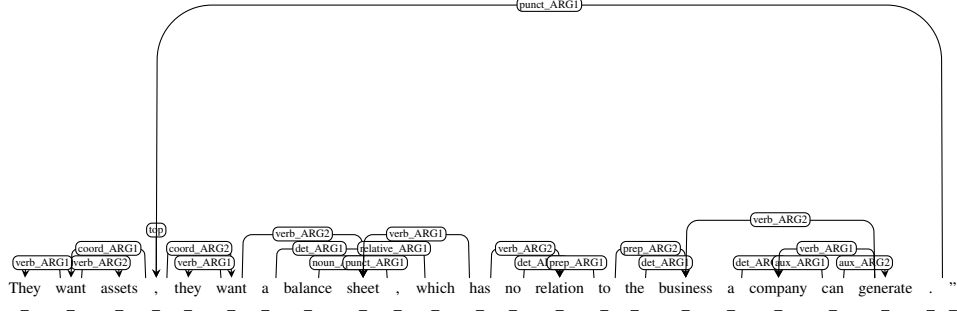 punct_ARG1
top
verb_ARG2
coord_ARG1 coord_ARG2 verb_ARG2 verb_ARG1
det_ARG1 relative_ARG1 verb_ARG2 prep_ARG2 verb_ARG1
verb_ARG1 verb_ARG2 verb_ARG1 punct_ARG1 prep_ARG1 det_ARG1 aux_ARG1 aux_ARG2
They want assets , they want a balance sheet , which has no relation to the business a company can generate . ”
_ _ _ _ _ _ _ _ _ _ _ _ _ _ _ _ _ _ _ _ _ _ _